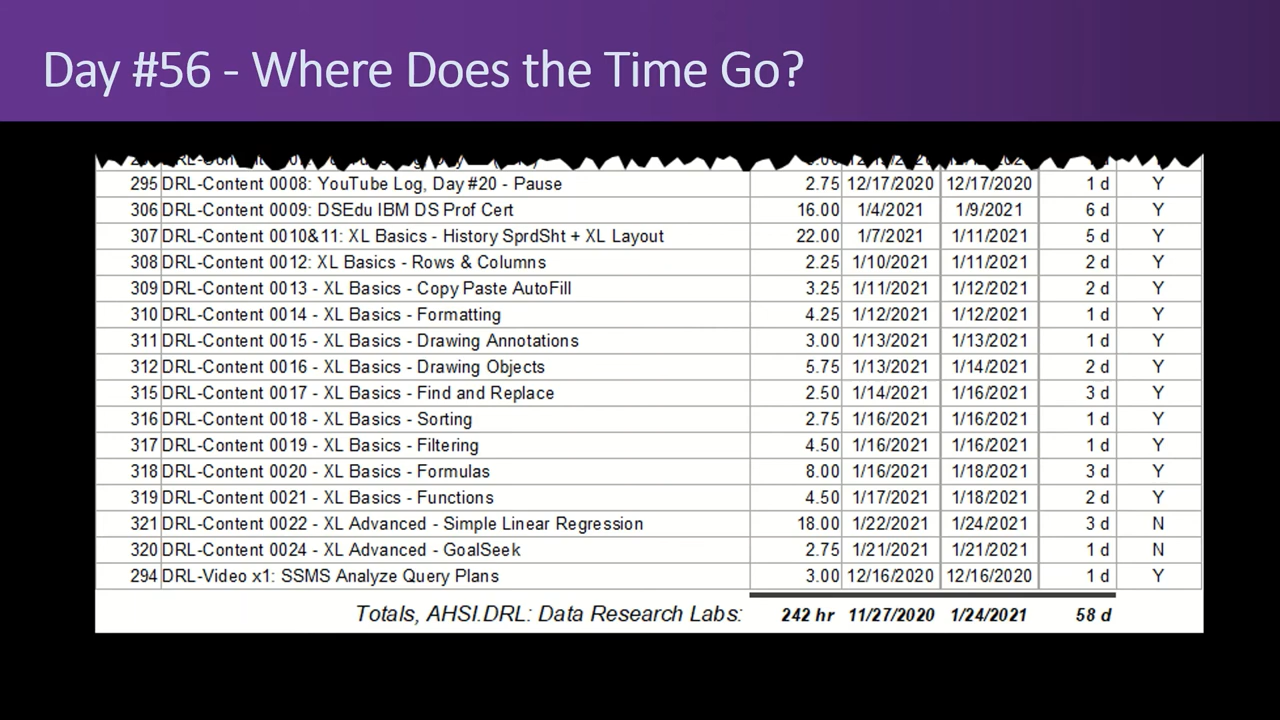 Day #56 - Where Does the Time Go?
295 DRL-Content 0008: YouTube Log, Day #20 - Pause 2.75 12/17/2020 12/17/2020 1 d Y
306 DRL-Content 0009: DSEdu IBM DS Prof Cert 16.00 1/4/2021 1/9/2021 6 d Y
307 DRL-Content 0010&11: XL Basics - History SprdSht + XL Layout 22.00 1/7/2021 1/11/2021 5 d Y
308 DRL-Content 0012: XL Basics - Rows & Columns 2.25 1/10/2021 1/11/2021 2 d Y
309 DRL-Content 0013 - XL Basics - Copy Paste AutoFill 3.25 1/11/2021 1/12/2021 2 d Y
310 DRL-Content 0014 - XL Basics - Formatting 4.25 1/12/2021 1/12/2021 1 d Y
311 DRL-Content 0015 - XL Basics - Drawing Annotations 3.00 1/13/2021 1/13/2021 1 d Y
312 DRL-Content 0016 - XL Basics - Drawing Objects 5.75 1/13/2021 1/14/2021 2 d Y
315 DRL-Content 0017 - XL Basics - Find and Replace 2.50 1/14/2021 1/16/2021 3 d Y
316 DRL-Content 0018 - XL Basics - Sorting 2.75 1/16/2021 1/16/2021 1 d Y
317 DRL-Content 0019 - XL Basics - Filtering 4.50 1/16/2021 1/16/2021 1 d Y
318 DRL-Content 0020 - XL Basics - Formulas 8.00 1/16/2021 1/18/2021 3 d Y
319 DRL-Content 0021 - XL Basics - Functions 4.50 1/17/2021 1/18/2021 2 d Y
321 DRL-Content 0022 - XL Advanced - Simple Linear Regression 18.00 1/22/2021 1/24/2021 3 d N
320 DRL-Content 0024 - XL Advanced - GoalSeek 2.75 1/21/2021 1/21/2021 1 d N
294 DRL-Video x1: SSMS Analyze Query Plans 3.00 12/16/2020 12/16/2020 1 d Y
Totals, AHSI.DRL: Data Research Labs: 242 hr 11/27/2020 1/24/2021 58 d